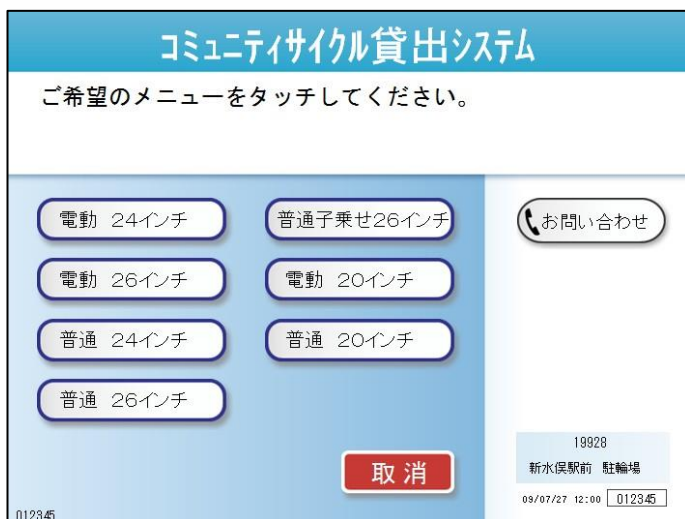 コミュニティサイクル貸出システム
ご希望のメニューをタッチしてください。
電動 24インチ
普通子乗せ26インチ
お問い合わせ
電動 26インチ
電動 20インチ
普通 24インチ
普通 20インチ
普通 26インチ
取消
19928
新水俣駅前 駐輪場
09/07/27 12:00 012345
012345